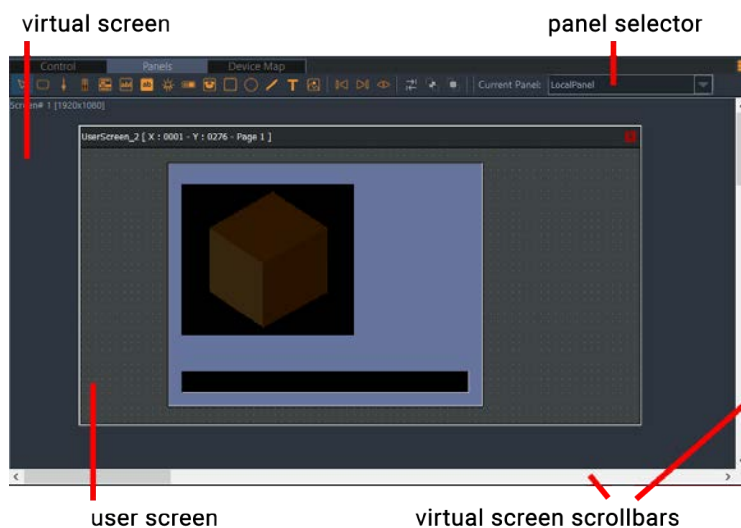 virtual screen
panel selector
Control Panels Device Map
Current Panel: LocalPanel
Screen# 1 [1920x1080]
UserScreen_2 [ X : 0001 - Y : 0276 - Page 1 ]
user screen
virtual screen scrollbars